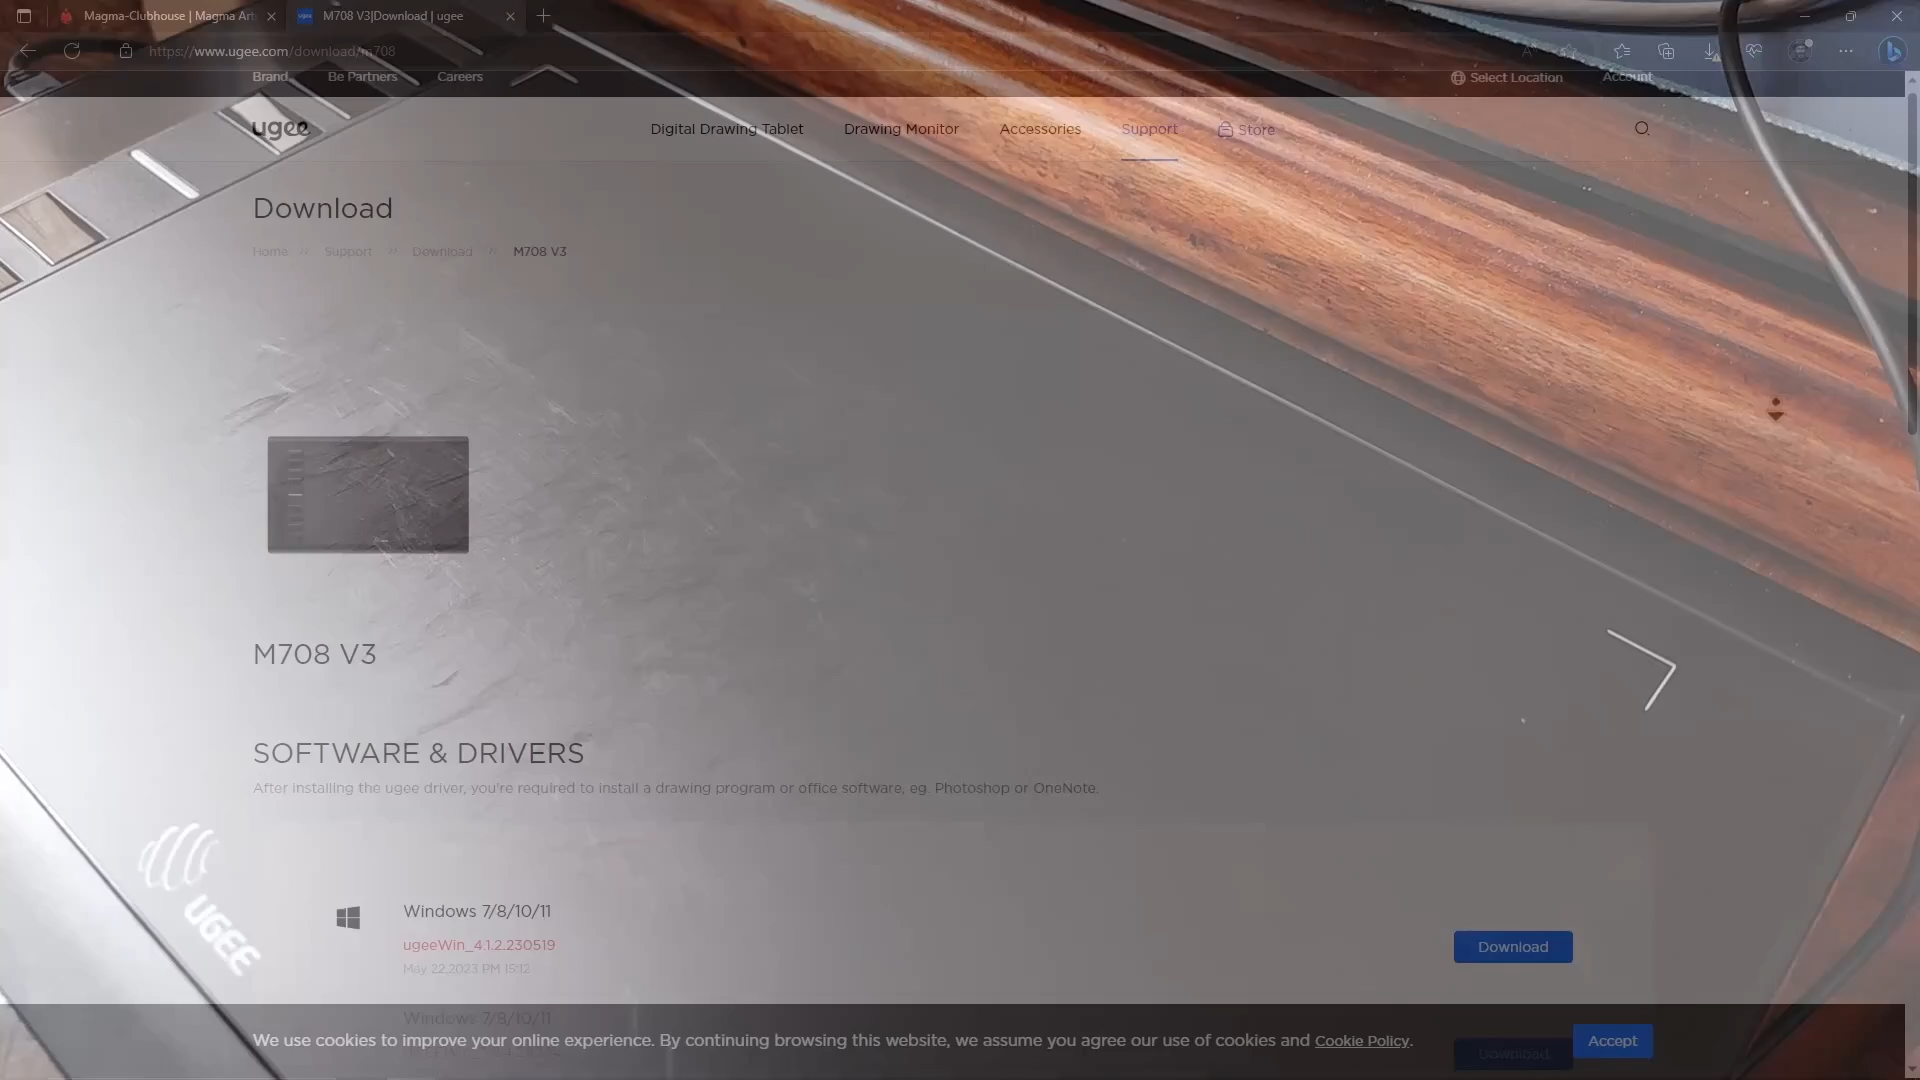 Magma-Clubhouse | Magma Art
M708 V3|Download | ugee
https://www.ugee.com/download/m708
Brand
Be Partners
Careers
Select Location
Account
ugee
Digital Drawing Tablet
Drawing Monitor
Accessories
Support
Store
Download
Home // Support // Download // M708 V3
M708 V3
SOFTWARE & DRIVERS
After installing the ugee driver, you're required to install a drawing program or office software, eg. Photoshop or OneNote.
UGEE
Windows 7/8/10/11
ugeeWin_4.1.2.230519
May 22,2023 PM 15:12
Download
Windows 7/8/10/11
We use cookies to improve your online experience. By continuing browsing this website, we assume you agree our use of cookies and Cookie Policy.
Accept
Download